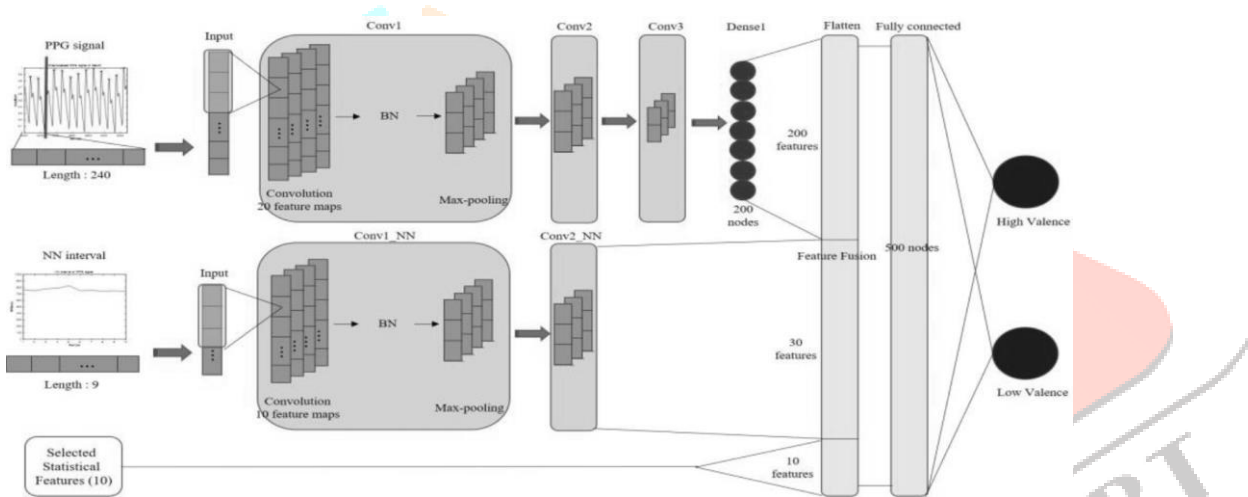 PPG signal
Length : 240
Input
Conv1
Convolution
20 feature maps
BN
Max-pooling
Conv2
Conv3
Dense1
200
nodes
200
features
Flatten
Fully connected
NN interval
Length : 9
Input
Conv1_NN
Convolution
10 feature maps
BN
Max-pooling
Conv2_NN
30
features
Feature Fusion
500 nodes
High Valence
Low Valence
Selected
Statistical
Features (10)
10
features